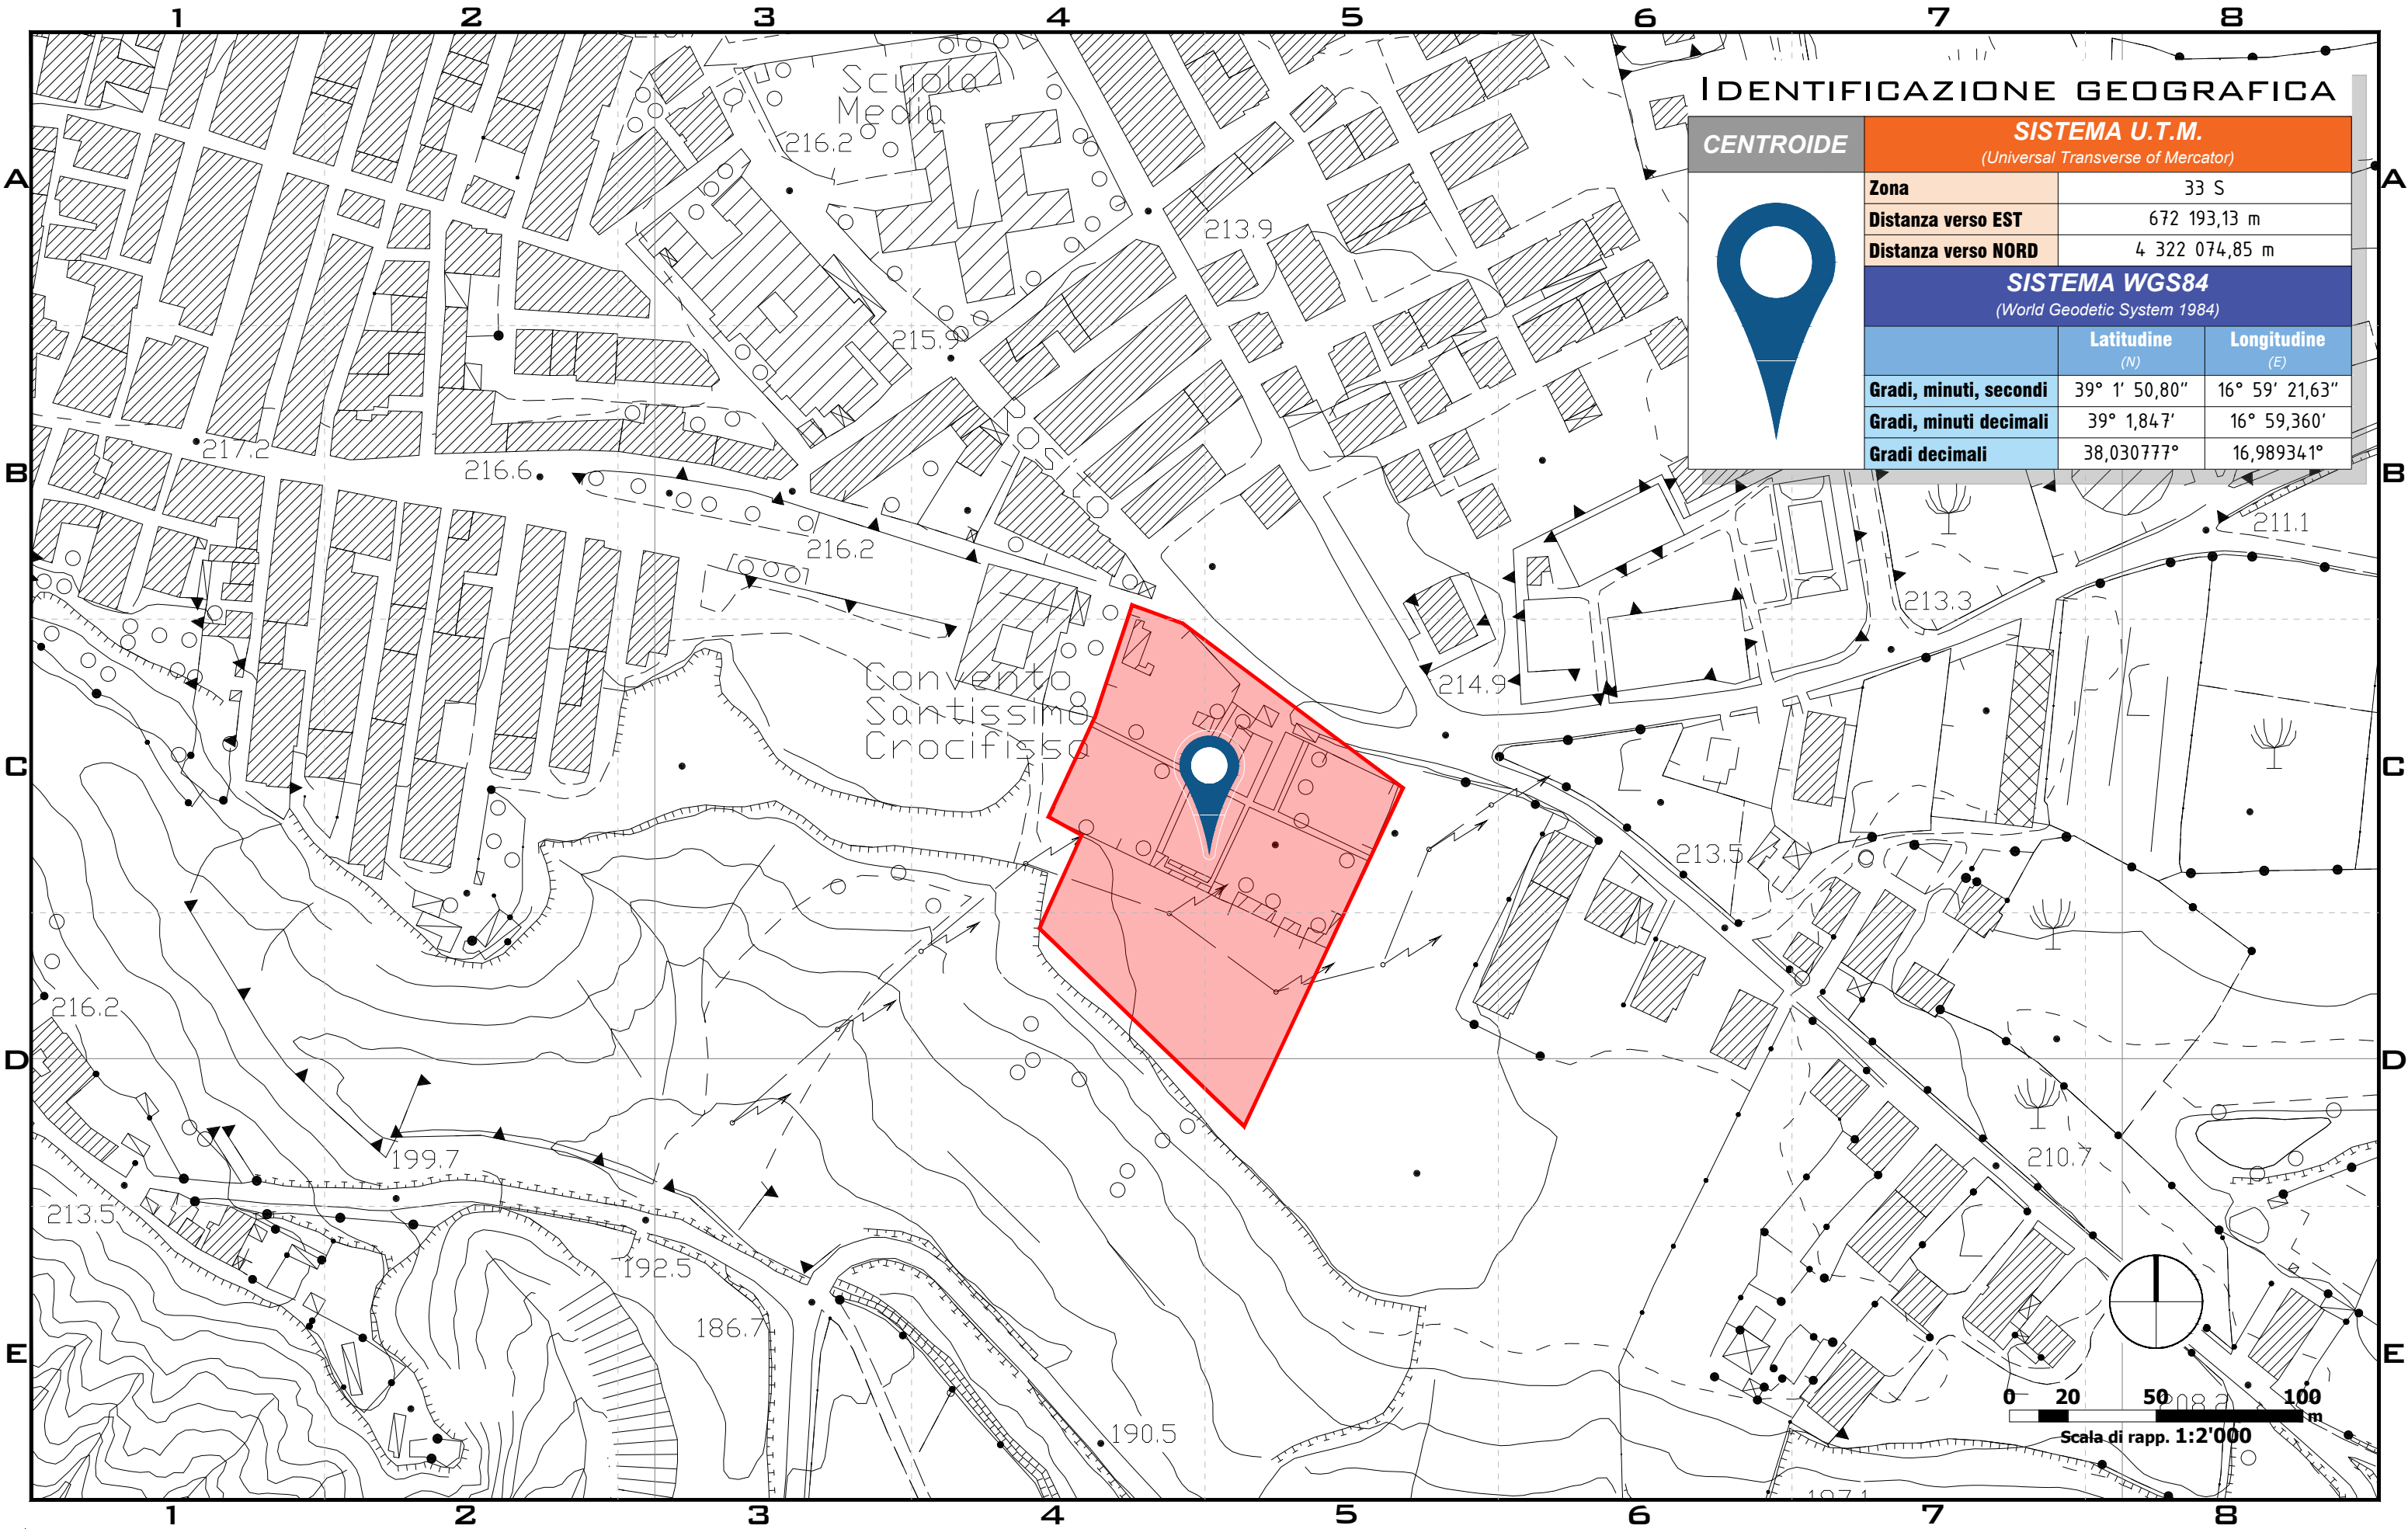 1 2 3 4 5 6 7 8
Scuola
Media
216.2
IDENTIFICAZIONE GEOGRAFICA
CENTROIDE
SISTEMA U.T.M.
(Universal Transverse of Mercator)
Zona 33 S
Distanza verso EST 672 193,13 m
Distanza verso NORD 4 322 074,85 m
SISTEMA WGS84
(World Geodetic System 1984)
Latitudine Longitudine
(N) (E)
Gradi, minuti, secondi 39° 1' 50,80" 16° 59' 21,63"
Gradi, minuti decimali 39° 1,847' 16° 59,360'
Gradi decimali 38,030777° 16,989341°
A A
213.9
215.9
217.2
B 216.6 B
211.1
216.2
213.3
Convento
Santissimo
Crocifisso
214.9
C C
213.5
216.2
D D
199.7
210.7
213.5
192.5
186.7
E E
0 20 50 100
m
208.2
Scala di rapp. 1:2'000
190.5
187.1
1 2 3 4 5 6 7 8